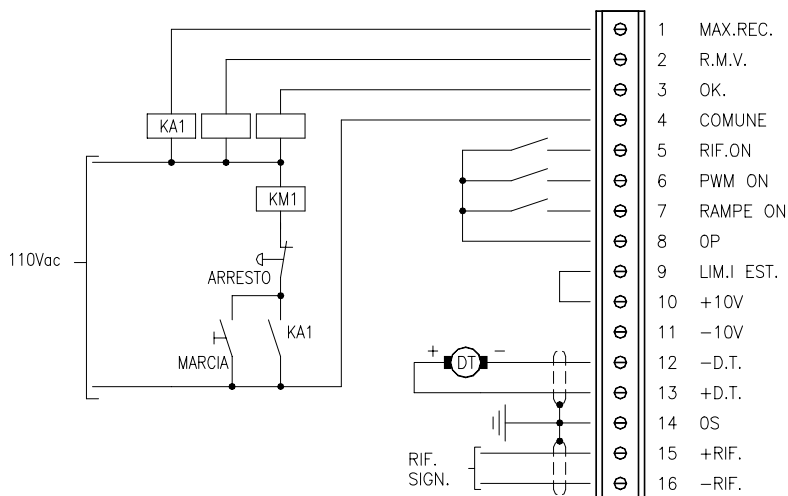 1 MAX.REC.
2 R.M.V.
3 OK.
4 COMUNE
5 RIF.ON
6 PWM ON
7 RAMPE ON
8 OP
9 LIM.I EST.
10 +10V
11 -10V
12 -D.T.
13 +D.T.
14 OS
15 +RIF.
16 -RIF.
KA1
KM1
110Vac
ARRESTO
KA1
MARCIA
+ DT -
RIF.
SIGN.